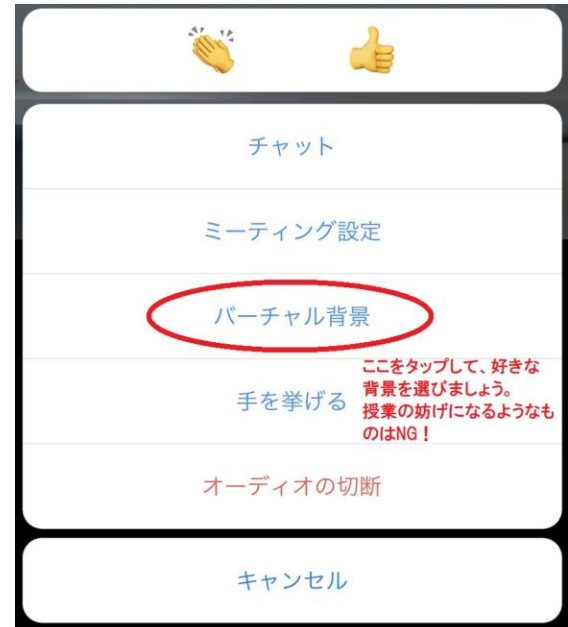 チャット
ミーティング設定
バーチャル背景
ここをタップして、好きな
背景を選びましょう。
授業の妨げになるようなも
のはNG！
手を挙げる
オーディオの切断
キャンセル